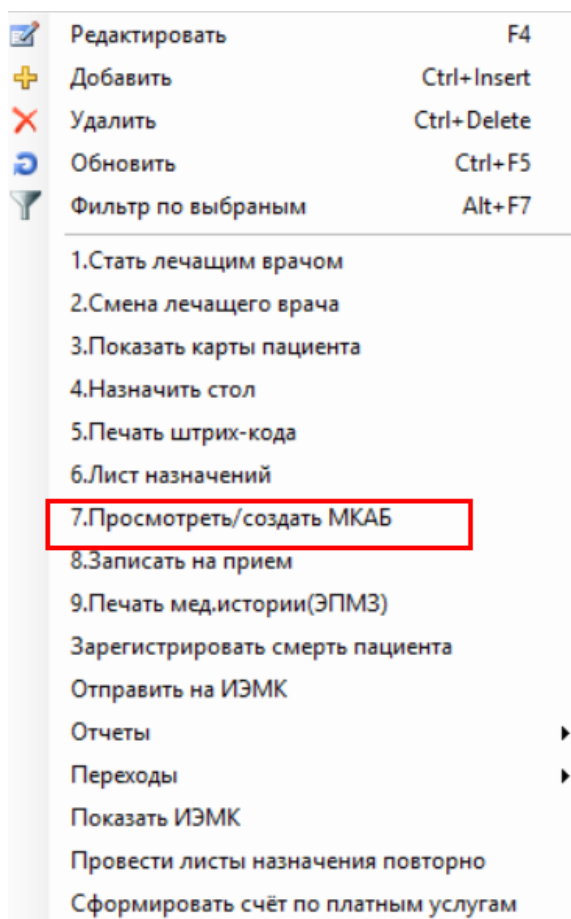 Редактировать F4
Добавить Ctrl+Insert
Удалить Ctrl+Delete
Обновить Ctrl+F5
Фильтр по выбраным Alt+F7
1.Стать лечащим врачом
2.Смена лечащего врача
3.Показать карты пациента
4.Назначить стол
5.Печать штрих-кода
6.Лист назначений
7.Просмотреть/создать МКАБ
8.Записать на прием
9.Печать мед.истории(ЭПМЗ)
Зарегистрировать смерть пациента
Отправить на ИЭМК
Отчеты
Переходы
Показать ИЭМК
Провести листы назначения повторно
Сформировать счёт по платным услугам